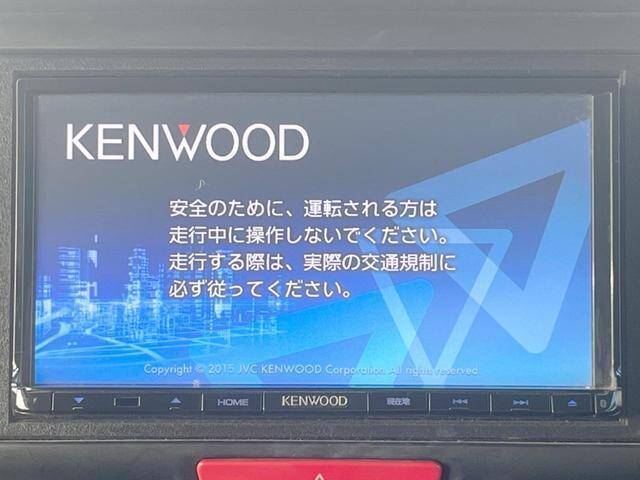 KENWOOD
安全のために、運転される方は
走行中に操作しないでください。
走行する際は、実際の交通規制に
必ず従ってください。
Copyright © 2015 JVC KENWOOD Corporation. All rights reserved.
HOME
KENWOOD
現在地